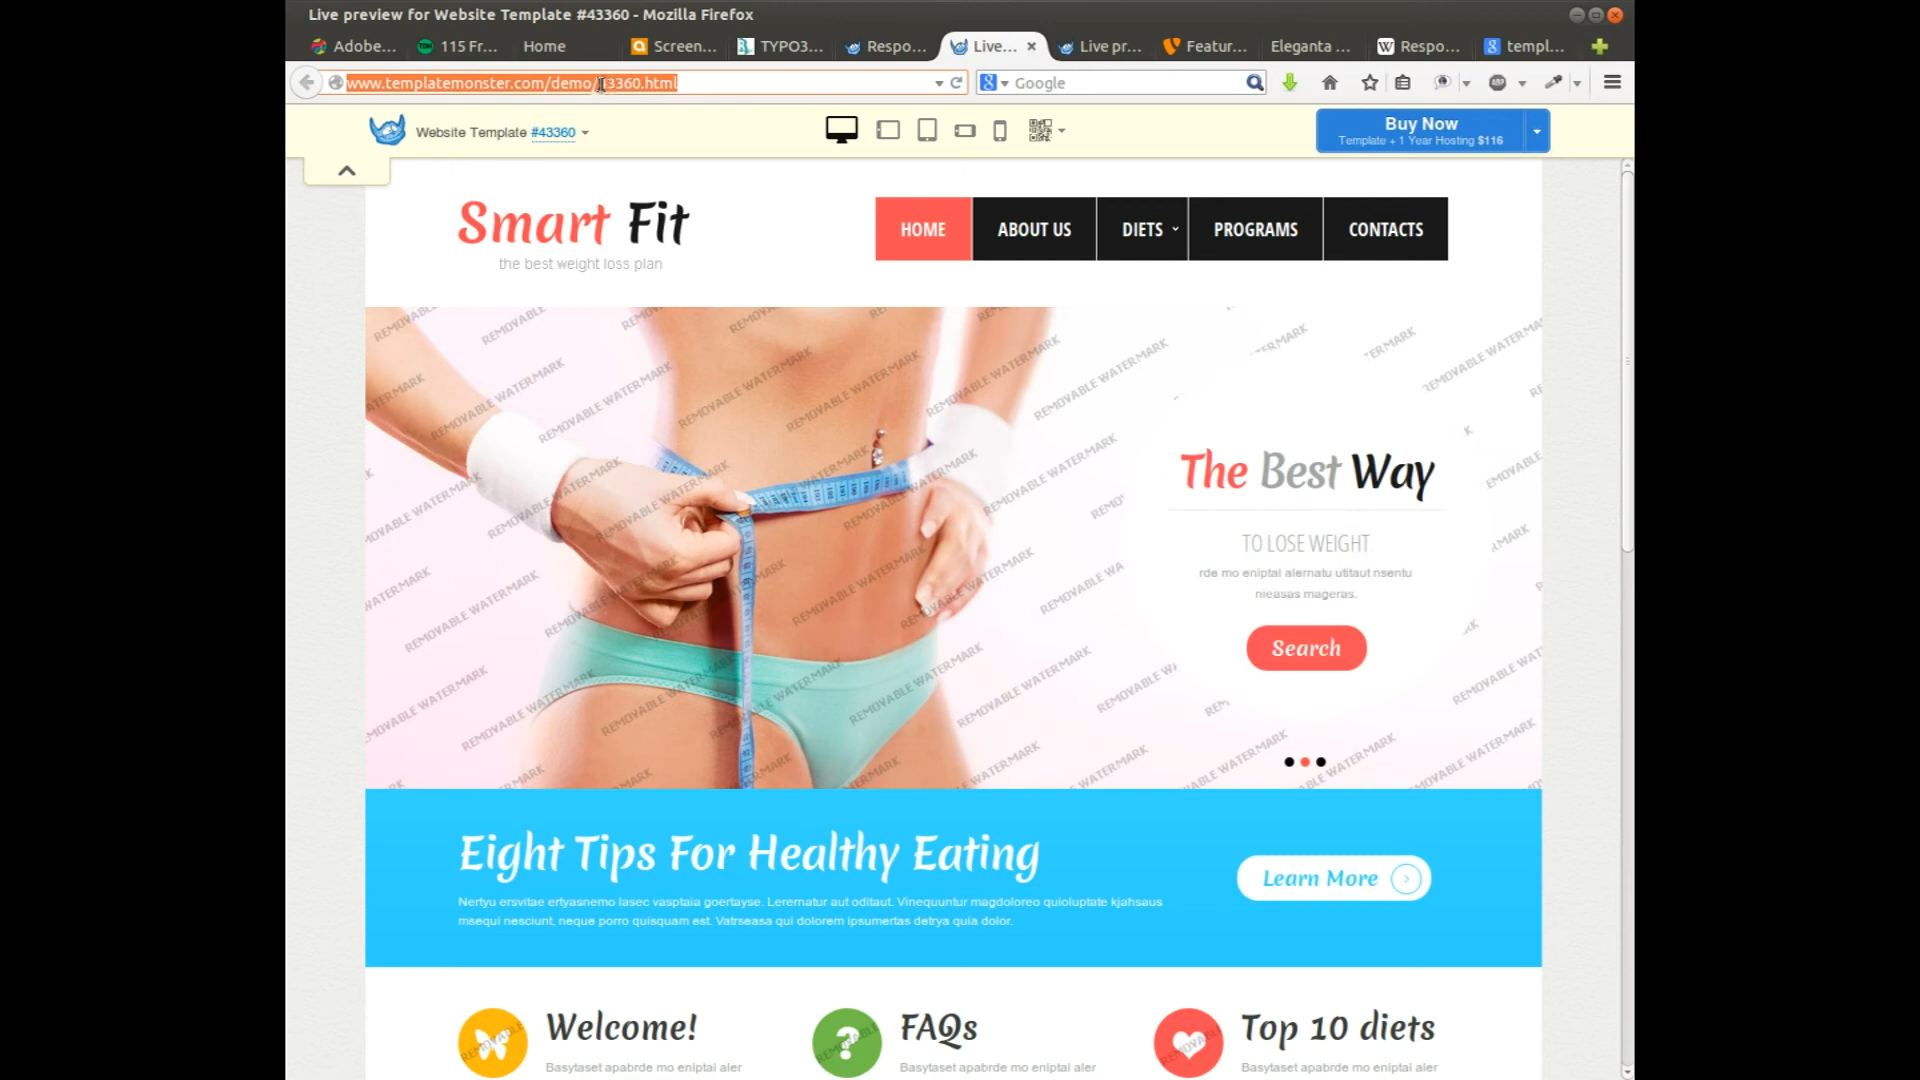 Live preview for Website Template #43360 - Mozilla Firefox
Adobe...
115 Fr...
Home
Screen...
TYPO3...
Respo...
Live...
Live pr...
Featur...
Eleganta ...
Respo...
templ...
www.templatemonster.com/demo/43360.html
Google
Website Template #43360
Buy Now
Template + 1 Year Hosting $116
Smart Fit
the best weight loss plan
HOME
ABOUT US
DIETS
PROGRAMS
CONTACTS
REMOVABLE WATERMARK
The Best Way
TO LOSE WEIGHT
rde mo eniptai alernatu utitaut nsentu
nieasas mageras.
Search
Eight Tips For Healthy Eating
Nertyu ersvitae ertyasnemo lasec vasptaia goertayse. Lerernatur aut oditaut. Vinequuntur magdoloreo quioluptate kjahsaus
msequi nesciunt, neque porro quisquam est. Vatrseasa qui dolorem ipsumertas detrya quia dolor.
Learn More
Welcome!
Basytaset apabrde mo eniptal aler
FAQs
Basytaset apabrde mo eniptal aler
Top 10 diets
Basytaset apabrde mo eniptal aler